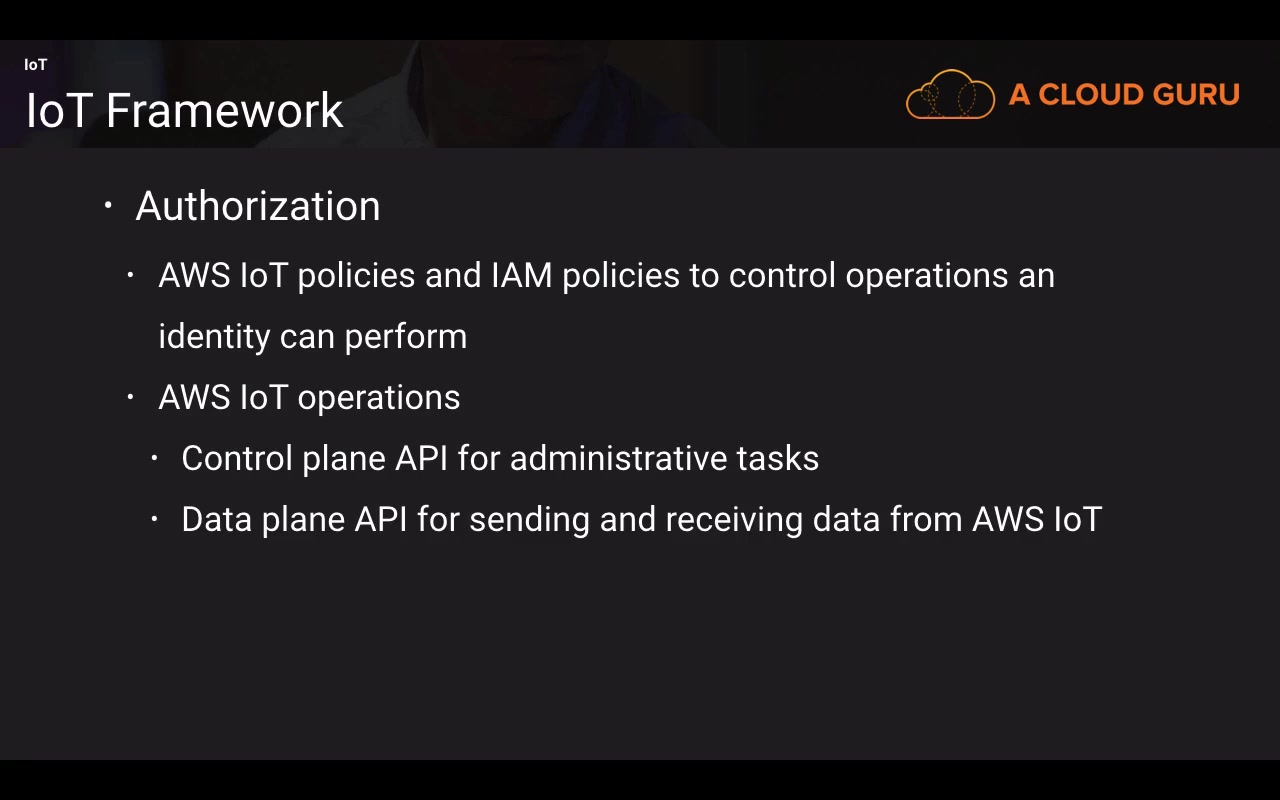 IoT
IoT Framework
A CLOUD GURU
• Authorization
• AWS IoT policies and IAM policies to control operations an
identity can perform
• AWS IoT operations
• Control plane API for administrative tasks
• Data plane API for sending and receiving data from AWS IoT